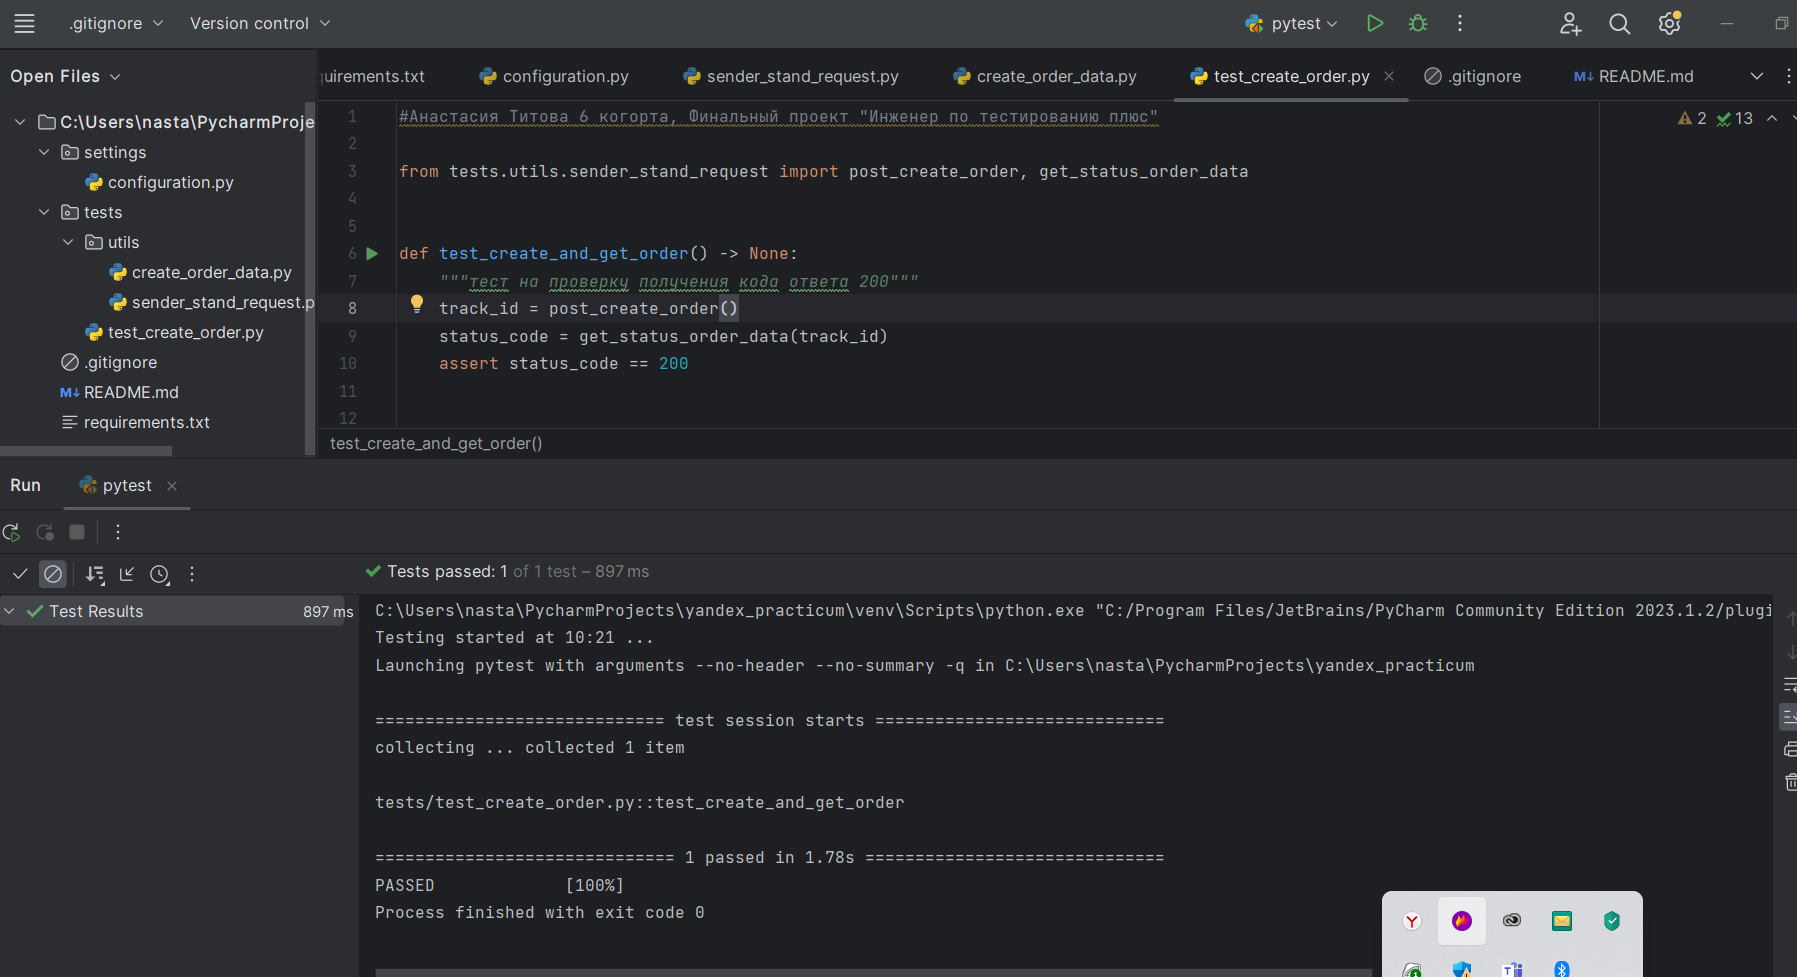 .gitignore
Version control
pytest
Open Files
uirements.txt
configuration.py
sender_stand_request.py
create_order_data.py
test_create_order.py
.gitignore
README.md
C:\Users\nasta\PycharmProje
settings
configuration.py
tests
utils
create_order_data.py
sender_stand_request.p
test_create_order.py
.gitignore
M↓ README.md
requirements.txt
2 13
1 #Анастасия Титова 6 когорта, Финальный проект "Инженер по тестированию плюс"
2
3 from tests.utils.sender_stand_request import post_create_order, get_status_order_data
4
5
6 def test_create_and_get_order() -> None:
7 """тест на проверку получения кода ответа 200"""
8 track_id = post_create_order()
9 status_code = get_status_order_data(track_id)
10 assert status_code == 200
11
12
test_create_and_get_order()
Run
pytest
Tests passed: 1 of 1 test – 897 ms
Test Results 897 ms
C:\Users\nasta\PycharmProjects\yandex_practicum\venv\Scripts\python.exe "C:/Program Files/JetBrains/PyCharm Community Edition 2023.1.2/plugi
Testing started at 10:21 ...
Launching pytest with arguments --no-header --no-summary -q in C:\Users\nasta\PycharmProjects\yandex_practicum
============================= test session starts =============================
collecting ... collected 1 item
tests/test_create_order.py::test_create_and_get_order
============================== 1 passed in 1.78s ==============================
PASSED [100%]
Process finished with exit code 0